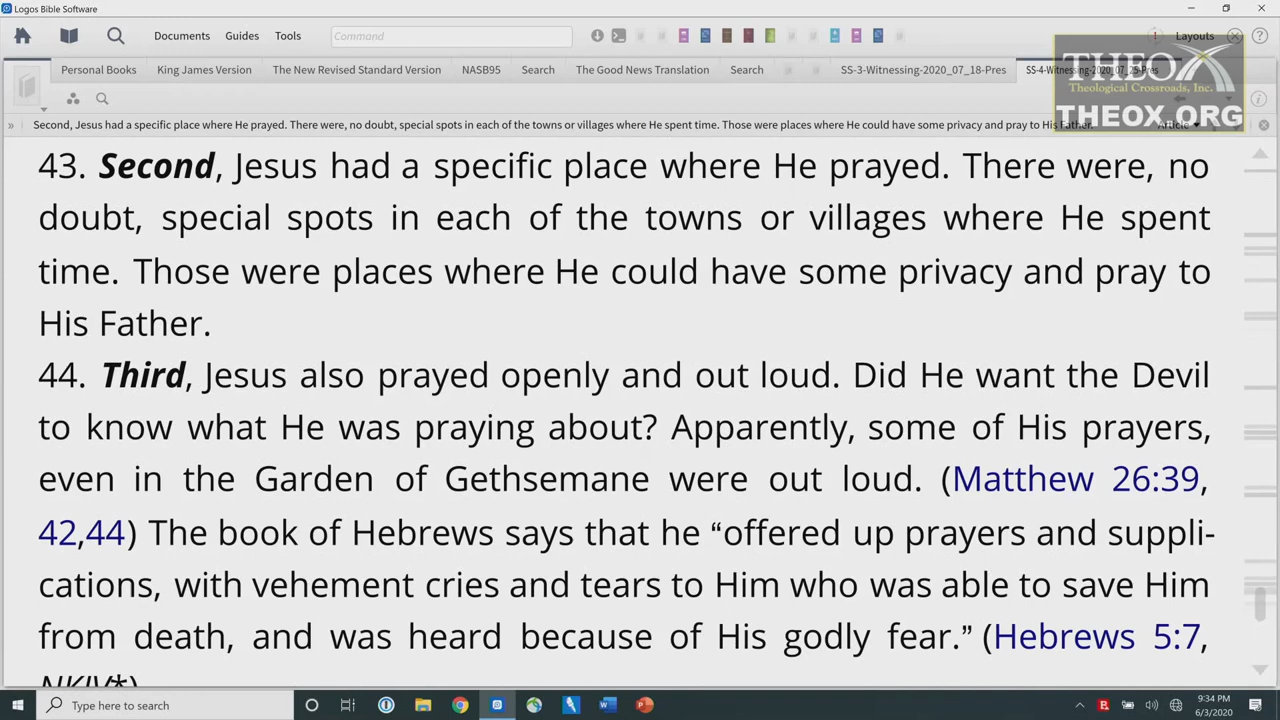 Logos Bible Software
Documents Guides Tools Command Layouts
Personal Books King James Version The New Revised NASB95 Search The Good News Translation Search SS-3-Witnessing-2020_07_18-Pres SS-4-Witnessing-2020_07_25-Pres
THEOX
Theological Crossroads, Inc.
THEOX.ORG
» Second, Jesus had a specific place where He prayed. There were, no doubt, special spots in each of the towns or villages where He spent time. Those were places where He could have some privacy and pray to His Father. Article
43. Second, Jesus had a specific place where He prayed. There were, no
doubt, special spots in each of the towns or villages where He spent
time. Those were places where He could have some privacy and pray to
His Father.
44. Third, Jesus also prayed openly and out loud. Did He want the Devil
to know what He was praying about? Apparently, some of His prayers,
even in the Garden of Gethsemane were out loud. (Matthew 26:39,
42,44) The book of Hebrews says that he “offered up prayers and suppli-
cations, with vehement cries and tears to Him who was able to save Him
from death, and was heard because of His godly fear.” (Hebrews 5:7,
NKJV*)
Type here to search
9:34 PM
6/3/2020